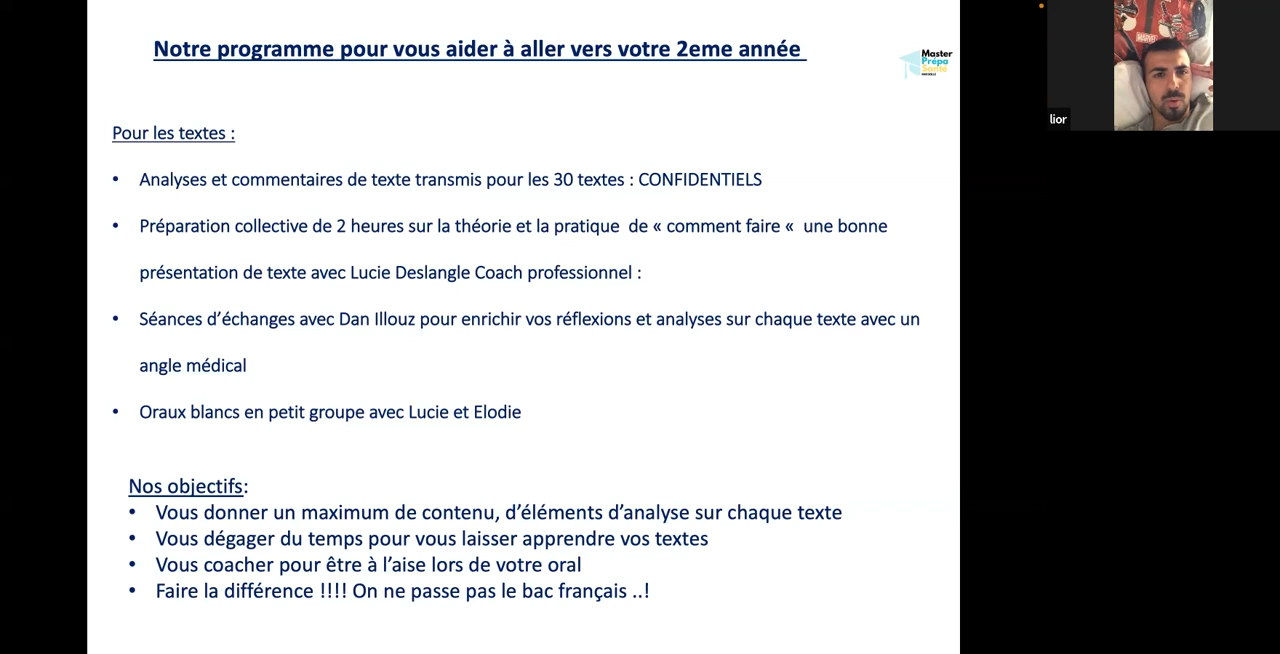 Notre programme pour vous aider à aller vers votre 2eme année
Master
Prépa
Santé
MARSEILLE
lior
MARVEL
Pour les textes :
• Analyses et commentaires de texte transmis pour les 30 textes : CONFIDENTIELS
• Préparation collective de 2 heures sur la théorie et la pratique de « comment faire « une bonne
présentation de texte avec Lucie Deslangle Coach professionnel :
• Séances d’échanges avec Dan Illouz pour enrichir vos réflexions et analyses sur chaque texte avec un
angle médical
• Oraux blancs en petit groupe avec Lucie et Elodie
Nos objectifs:
• Vous donner un maximum de contenu, d’éléments d’analyse sur chaque texte
• Vous dégager du temps pour vous laisser apprendre vos textes
• Vous coacher pour être à l’aise lors de votre oral
• Faire la différence !!!! On ne passe pas le bac français ..!